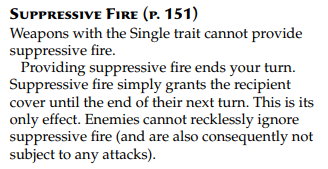 Suppressive Fire (p. 151)
Weapons with the Single trait cannot provide
suppressive fire.
Providing suppressive fire ends your turn.
Suppressive fire simply grants the recipient
cover until the end of their next turn. This is its
only effect. Enemies cannot recklessly ignore
suppressive fire (and are also consequently not
subject to any attacks).